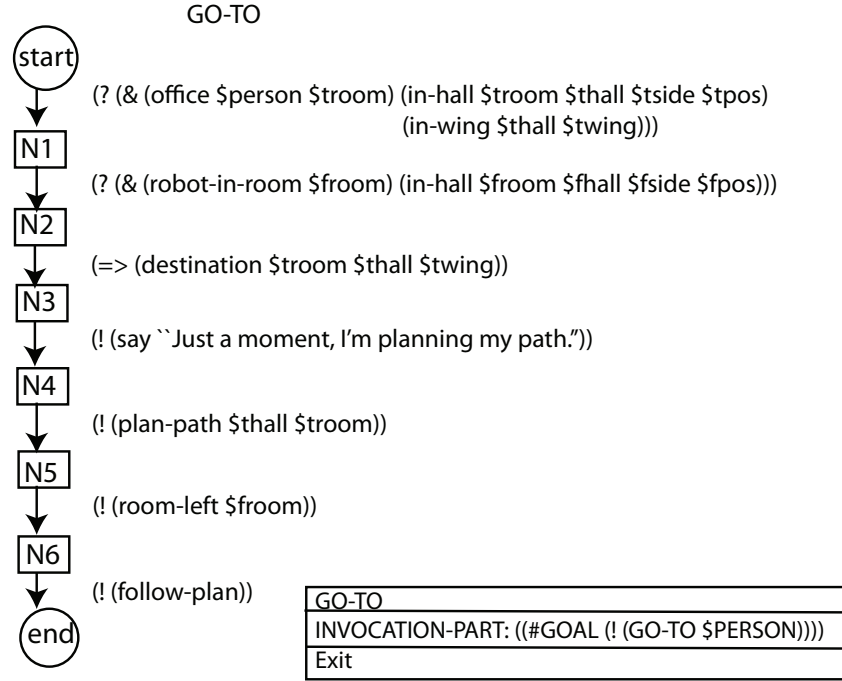 GO-TO
start
(? (& (office $person $troom) (in-hall $troom $thall $tside $tpos)
(in-wing $thall $twing)))
N1
(? (& (robot-in-room $froom) (in-hall $froom $fhall $fside $fpos)))
N2
(=> (destination $troom $thall $twing))
N3
(! (say ``Just a moment, I'm planning my path.''))
N4
(! (plan-path $thall $troom))
N5
(! (room-left $froom))
N6
(! (follow-plan))
end
GO-TO
INVOCATION-PART: ((#GOAL (! (GO-TO $PERSON))))
Exit